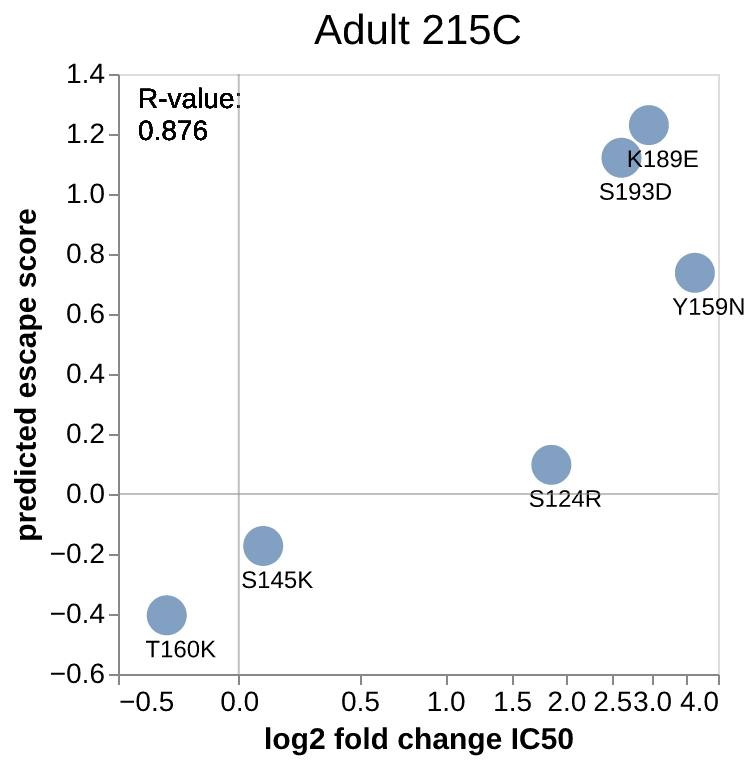 Adult 215C
R-value:
0.876
1.4
1.2
1.0
0.8
0.6
0.4
0.2
0.0
−0.2
−0.4
−0.6
predicted escape score
K189E
S193D
Y159N
S124R
S145K
T160K
−0.5 0.0 0.5 1.0 1.5 2.0 2.5 3.0 4.0
log2 fold change IC50